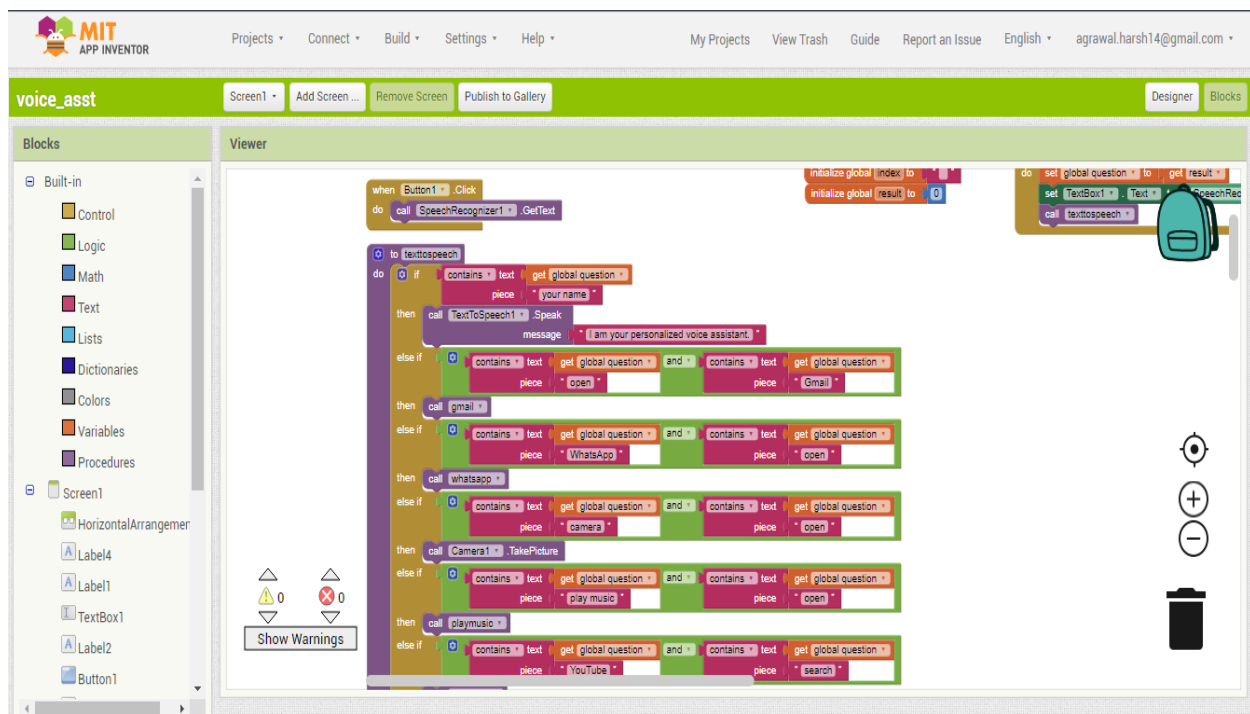 MIT
APP INVENTOR
Projects Connect Build Settings Help My Projects View Trash Guide Report an Issue English agrawal.harsh14@gmail.com
voice_asst Screen1 Add Screen ... Remove Screen Publish to Gallery Designer Blocks
Blocks
Built-in
Control
Logic
Math
Text
Lists
Dictionaries
Colors
Variables
Procedures
Screen1
HorizontalArrangemen
Label4
Label1
TextBox1
Label2
Button1
Viewer
when Button1 .Click
do call SpeechRecognizer1 .GetText
initialize global index to " "
initialize global result to 0
do set global question to get result
set TextBox1 . Text
call texttospeech
to texttospeech
do if contains text get global question
piece " your name "
then call TextToSpeech1 .Speak
message " I am your personalized voice assistant. "
else if contains text get global question and contains text get global question
piece " open " piece " Gmail "
then call gmail
else if contains text get global question and contains text get global question
piece " WhatsApp " piece " open "
then call whatsapp
else if contains text get global question and contains text get global question
piece " camera " piece " open "
then call Camera1 .TakePicture
else if contains text get global question and contains text get global question
piece " play music " piece " open "
then call playmusic
else if contains text get global question and contains text get global question
piece " YouTube " piece " search "
0 0
Show Warnings